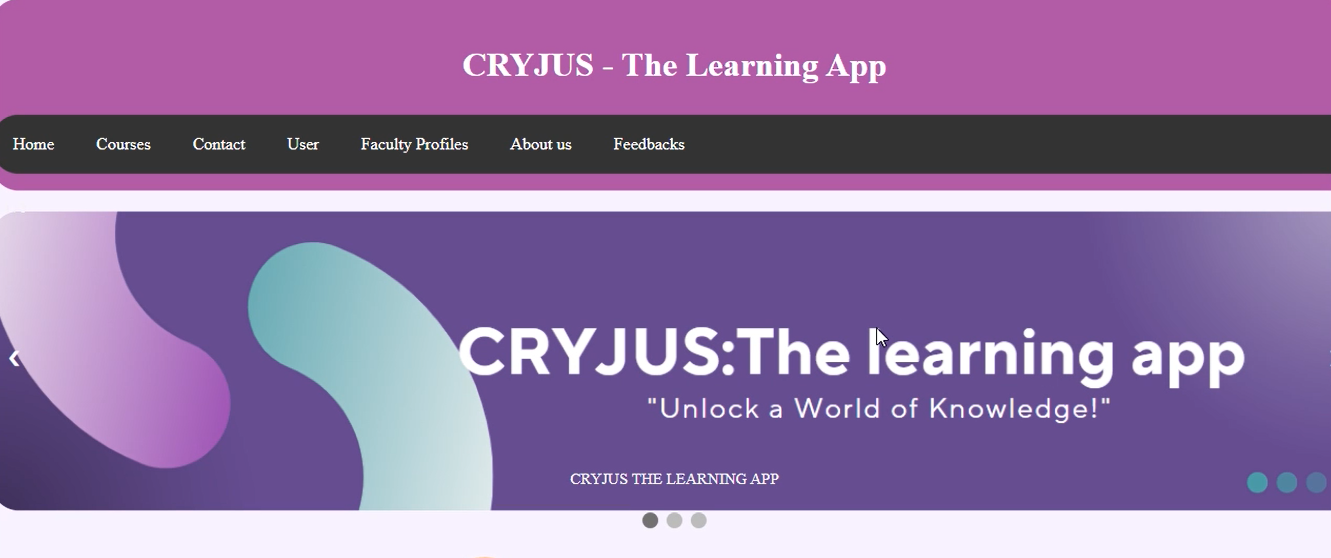 CRYJUS - The Learning App
Home Courses Contact User Faculty Profiles About us Feedbacks
CRYJUS:The learning app
"Unlock a World of Knowledge!"
CRYJUS THE LEARNING APP